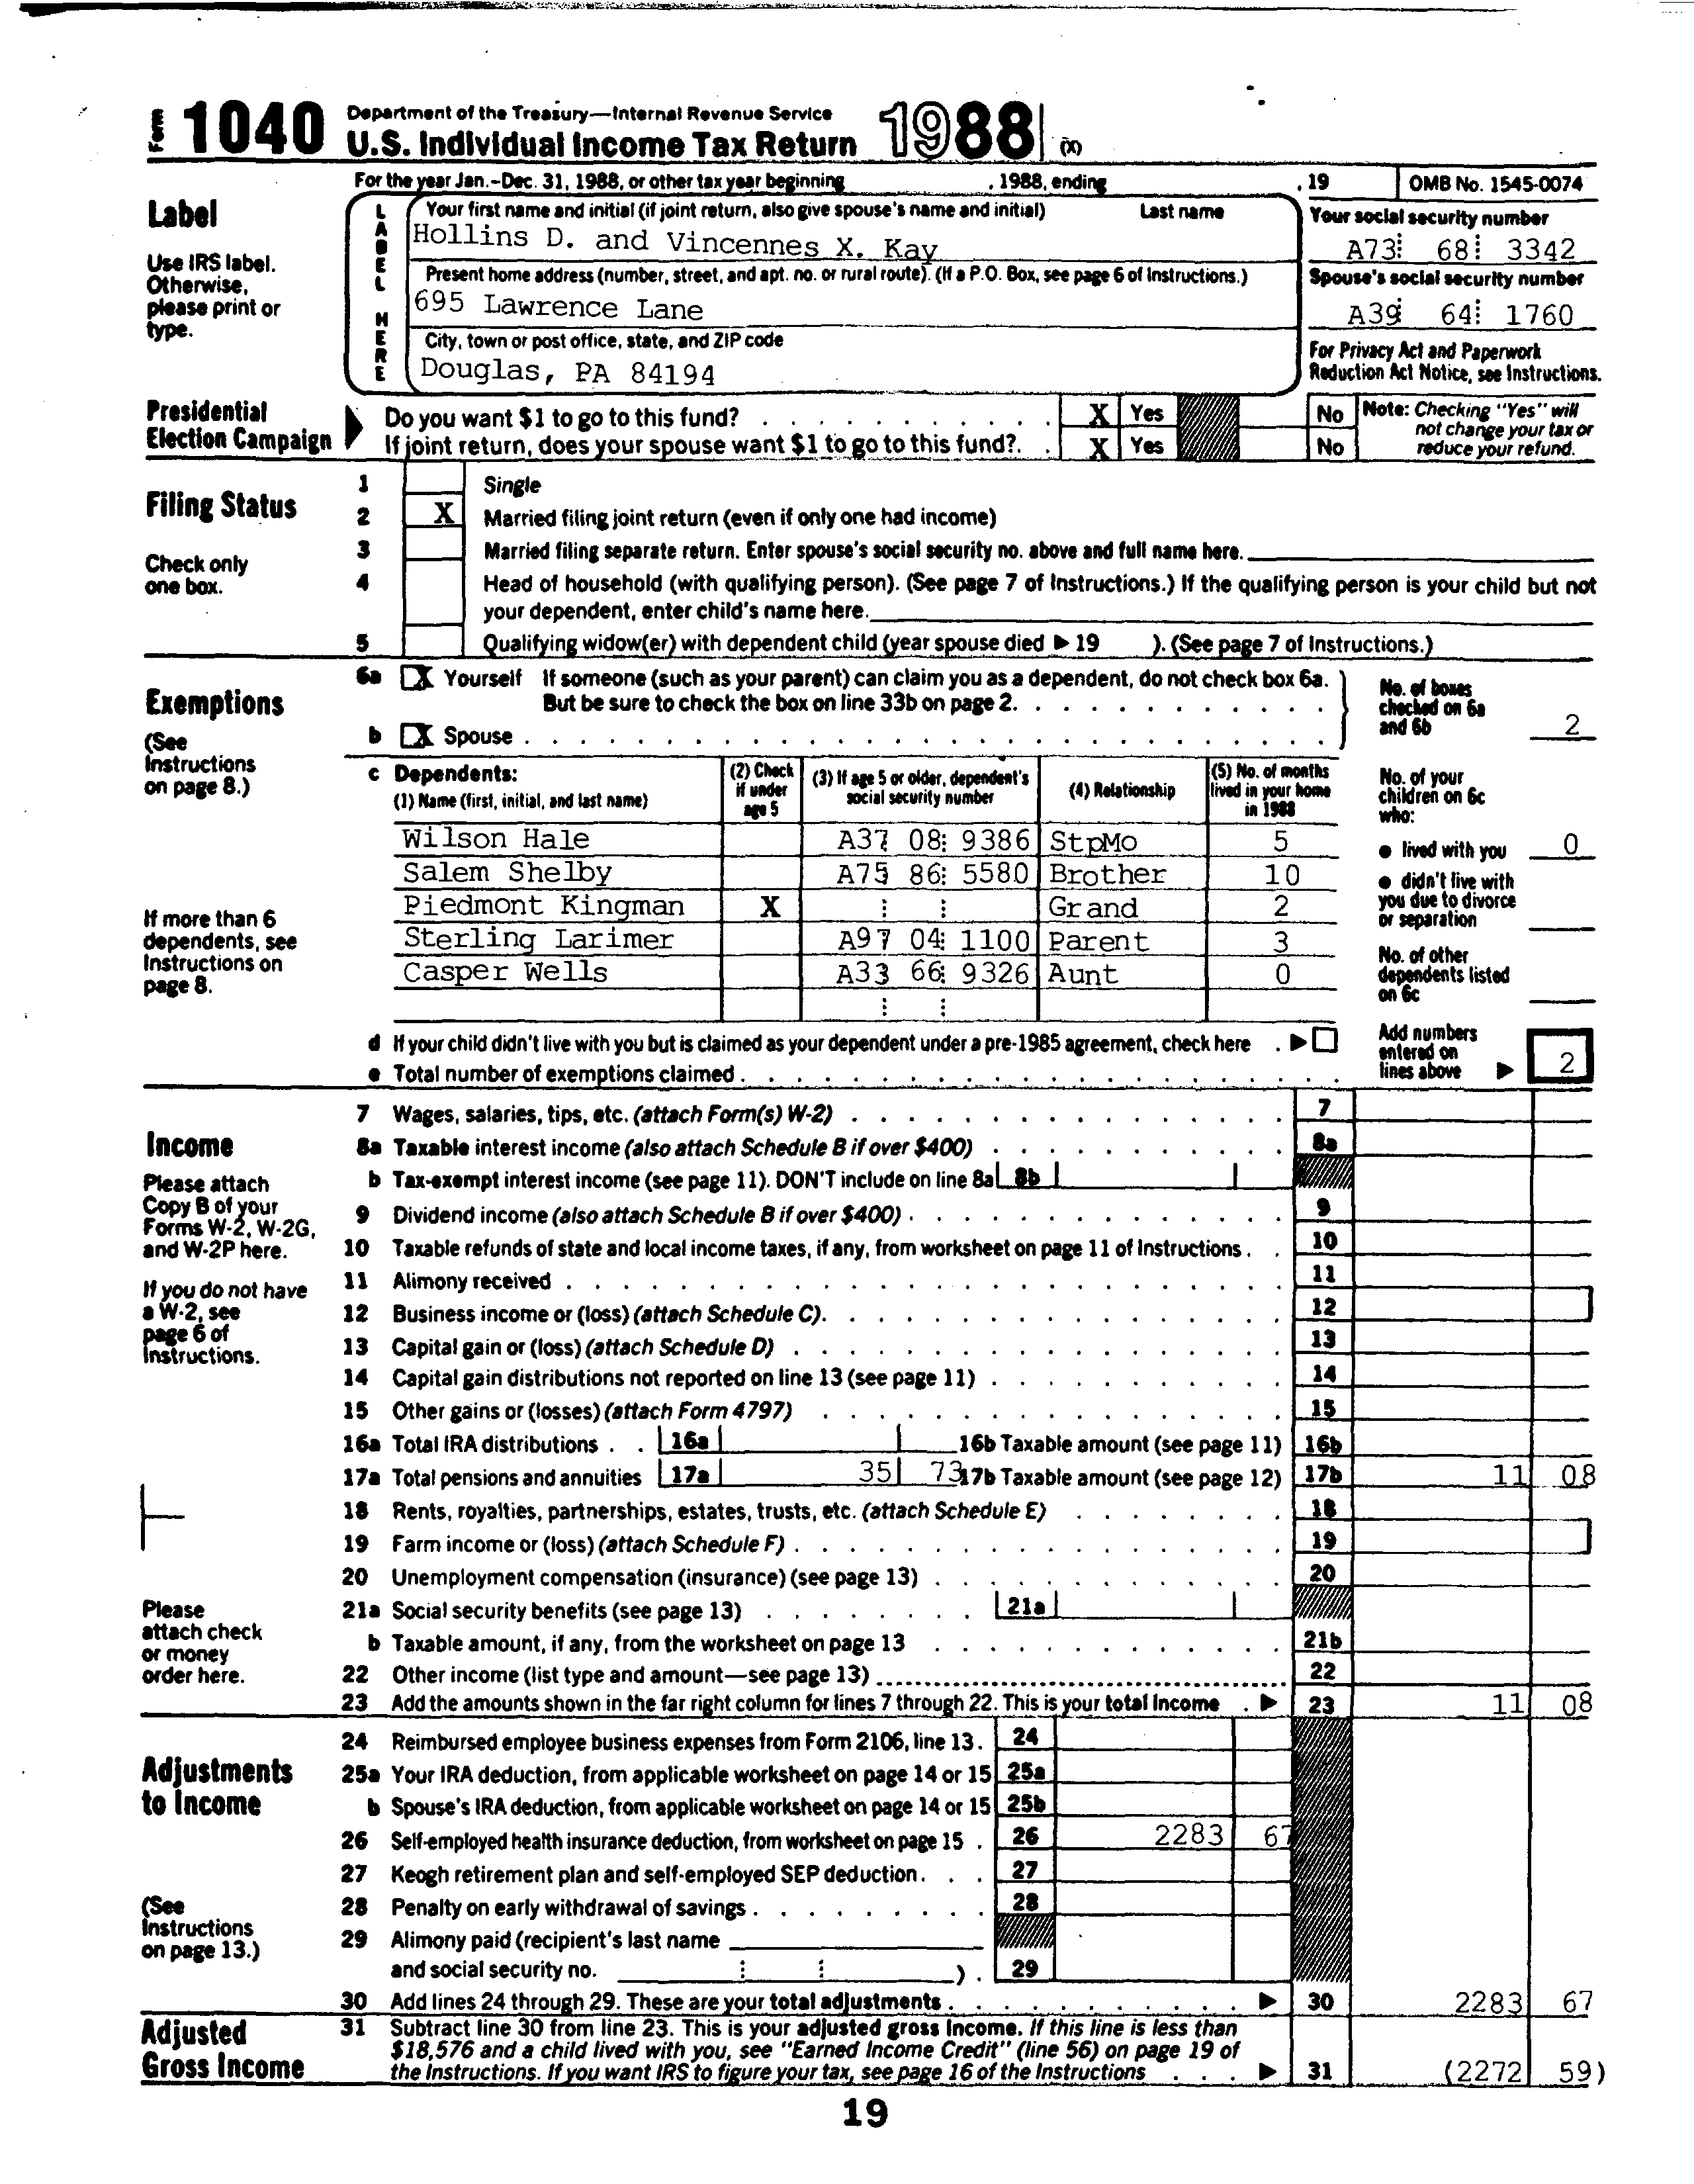 Form 1040 Department of the Treasury—Internal Revenue Service
U.S. Individual Income Tax Return 1988 (X)
For the year Jan.-Dec. 31, 1988, or other tax year beginning , 1988, ending , 19 OMB No. 1545-0074
Label
Use IRS label.
Otherwise,
please print or
type.
LABEL HERE
Your first name and initial (if joint return, also give spouse's name and initial) Last name
Hollins D. and Vincennes X. Kay
Present home address (number, street, and apt. no. or rural route). (If a P.O. Box, see page 6 of Instructions.)
695 Lawrence Lane
City, town or post office, state, and ZIP code
Douglas, PA 84194
Your social security number
A73 68 3342
Spouse's social security number
A39 64 1760
For Privacy Act and Paperwork
Reduction Act Notice, see Instructions.
Presidential
Election Campaign
Do you want $1 to go to this fund? X Yes No
If joint return, does your spouse want $1 to go to this fund?. X Yes No
Note: Checking "Yes" will
not change your tax or
reduce your refund.
Filing Status
Check only
one box.
1 Single
2 X Married filing joint return (even if only one had income)
3 Married filing separate return. Enter spouse's social security no. above and full name here.
4 Head of household (with qualifying person). (See page 7 of Instructions.) If the qualifying person is your child but not
your dependent, enter child's name here.
5 Qualifying widow(er) with dependent child (year spouse died ▶ 19 ). (See page 7 of Instructions.)
Exemptions
(See
Instructions
on page 8.)
If more than 6
dependents, see
Instructions on
page 8.
6a X Yourself If someone (such as your parent) can claim you as a dependent, do not check box 6a.
But be sure to check the box on line 33b on page 2.
b X Spouse
No. of boxes
checked on 6a
and 6b 2
c Dependents:
(1) Name (first, initial, and last name)
(2) Check
if under
age 5
(3) If age 5 or older, dependent's
social security number
(4) Relationship
(5) No. of months
lived in your home
in 1988
Wilson Hale A37 08 9386 StpMo 5
Salem Shelby A75 86 5580 Brother 10
Piedmont Kingman X Grand 2
Sterling Larimer A97 04 1100 Parent 3
Casper Wells A33 66 9326 Aunt 0
No. of your
children on 6c
who:
● lived with you 0
● didn't live with
you due to divorce
or separation
No. of other
dependents listed
on 6c
d If your child didn't live with you but is claimed as your dependent under a pre-1985 agreement, check here ▶
e Total number of exemptions claimed
Add numbers
entered on
lines above ▶ 2
Income
Please attach
Copy B of your
Forms W-2, W-2G,
and W-2P here.
If you do not have
a W-2, see
page 6 of
Instructions.
Please
attach check
or money
order here.
7 Wages, salaries, tips, etc. (attach Form(s) W-2) 7
8a Taxable interest income (also attach Schedule B if over $400) 8a
b Tax-exempt interest income (see page 11). DON'T include on line 8a 8b
9 Dividend income (also attach Schedule B if over $400) 9
10 Taxable refunds of state and local income taxes, if any, from worksheet on page 11 of Instructions 10
11 Alimony received 11
12 Business income or (loss) (attach Schedule C). 12
13 Capital gain or (loss) (attach Schedule D) 13
14 Capital gain distributions not reported on line 13 (see page 11) 14
15 Other gains or (losses) (attach Form 4797) 15
16a Total IRA distributions 16a 16b Taxable amount (see page 11) 16b
17a Total pensions and annuities 17a 35 73 17b Taxable amount (see page 12) 17b 11 08
18 Rents, royalties, partnerships, estates, trusts, etc. (attach Schedule E) 18
19 Farm income or (loss) (attach Schedule F) 19
20 Unemployment compensation (insurance) (see page 13) 20
21a Social security benefits (see page 13) 21a
b Taxable amount, if any, from the worksheet on page 13 21b
22 Other income (list type and amount—see page 13) 22
23 Add the amounts shown in the far right column for lines 7 through 22. This is your total income ▶ 23 11 08
Adjustments
to Income
(See
Instructions
on page 13.)
24 Reimbursed employee business expenses from Form 2106, line 13. 24
25a Your IRA deduction, from applicable worksheet on page 14 or 15 25a
b Spouse's IRA deduction, from applicable worksheet on page 14 or 15 25b
26 Self-employed health insurance deduction, from worksheet on page 15 26 2283 67
27 Keogh retirement plan and self-employed SEP deduction 27
28 Penalty on early withdrawal of savings 28
29 Alimony paid (recipient's last name
and social security no. ) 29
30 Add lines 24 through 29. These are your total adjustments ▶ 30 2283 67
Adjusted
Gross Income
31 Subtract line 30 from line 23. This is your adjusted gross income. If this line is less than
$18,576 and a child lived with you, see "Earned Income Credit" (line 56) on page 19 of
the Instructions. If you want IRS to figure your tax, see page 16 of the Instructions ▶ 31 (2272 59)
19